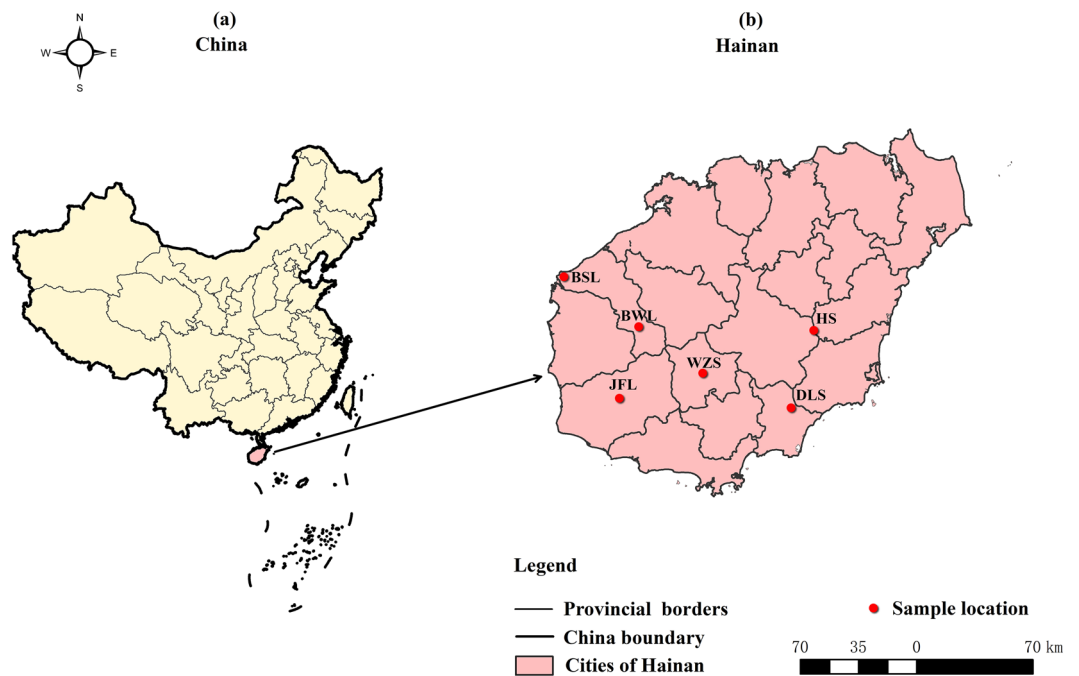 (a)
China
N
W
E
S
(b)
Hainan
BSL
BWL
HS
WZS
JFL
DLS
Legend
Provincial borders
China boundary
Cities of Hainan
Sample location
70 35 0 70 km